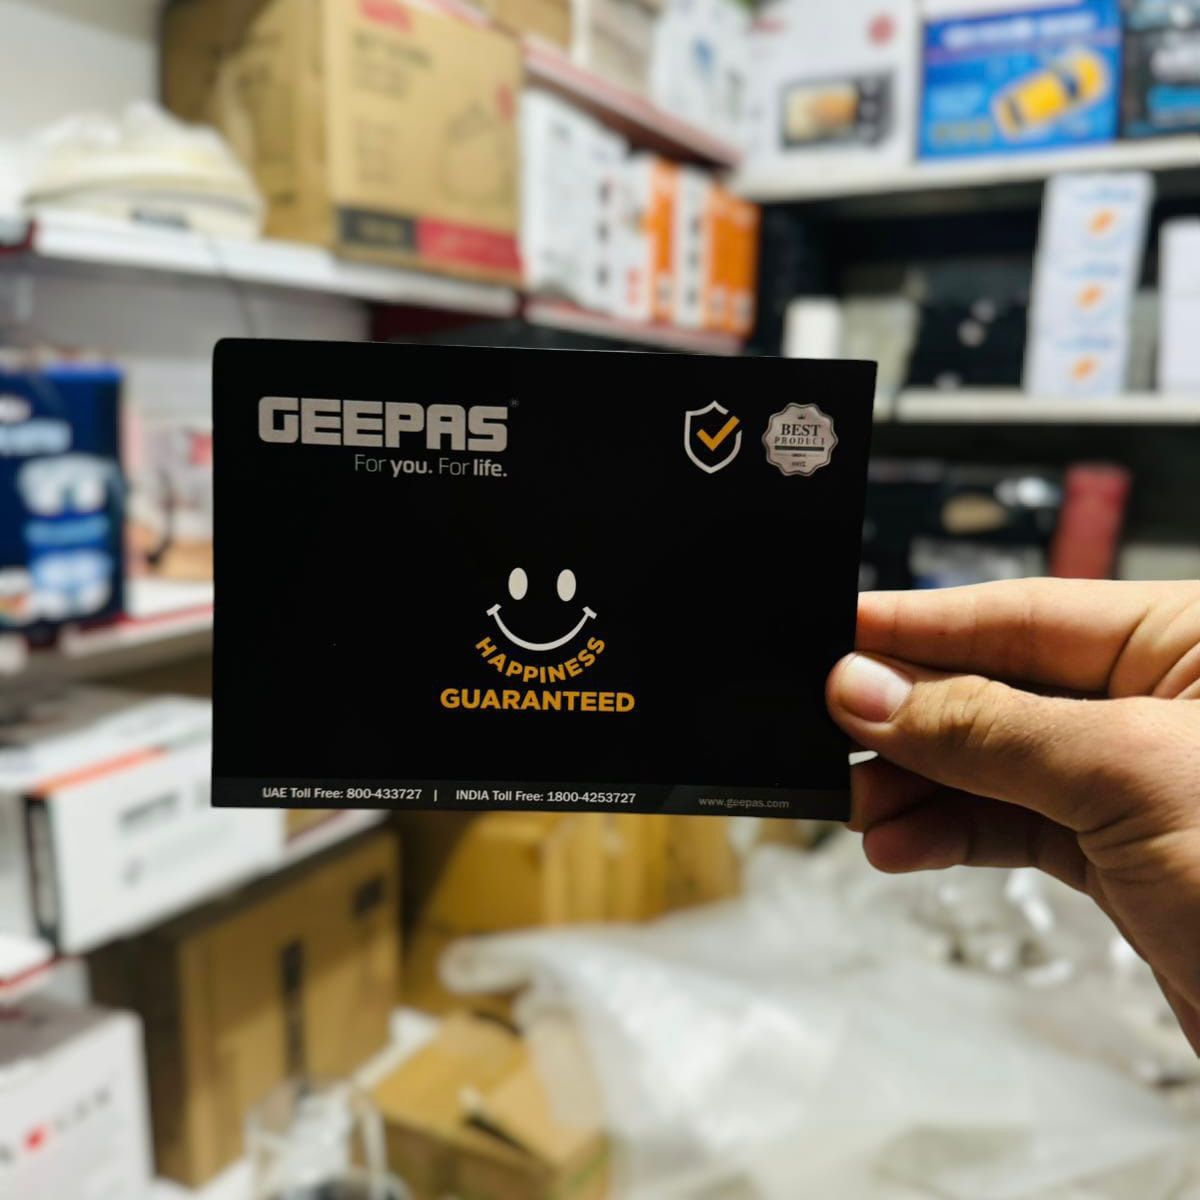 GEEPAS®
For you. For life.
BEST
PRODUCT
HAPPINESS
GUARANTEED
UAE Toll Free: 800-433727 | INDIA Toll Free: 1800-4253727
www.geepas.com